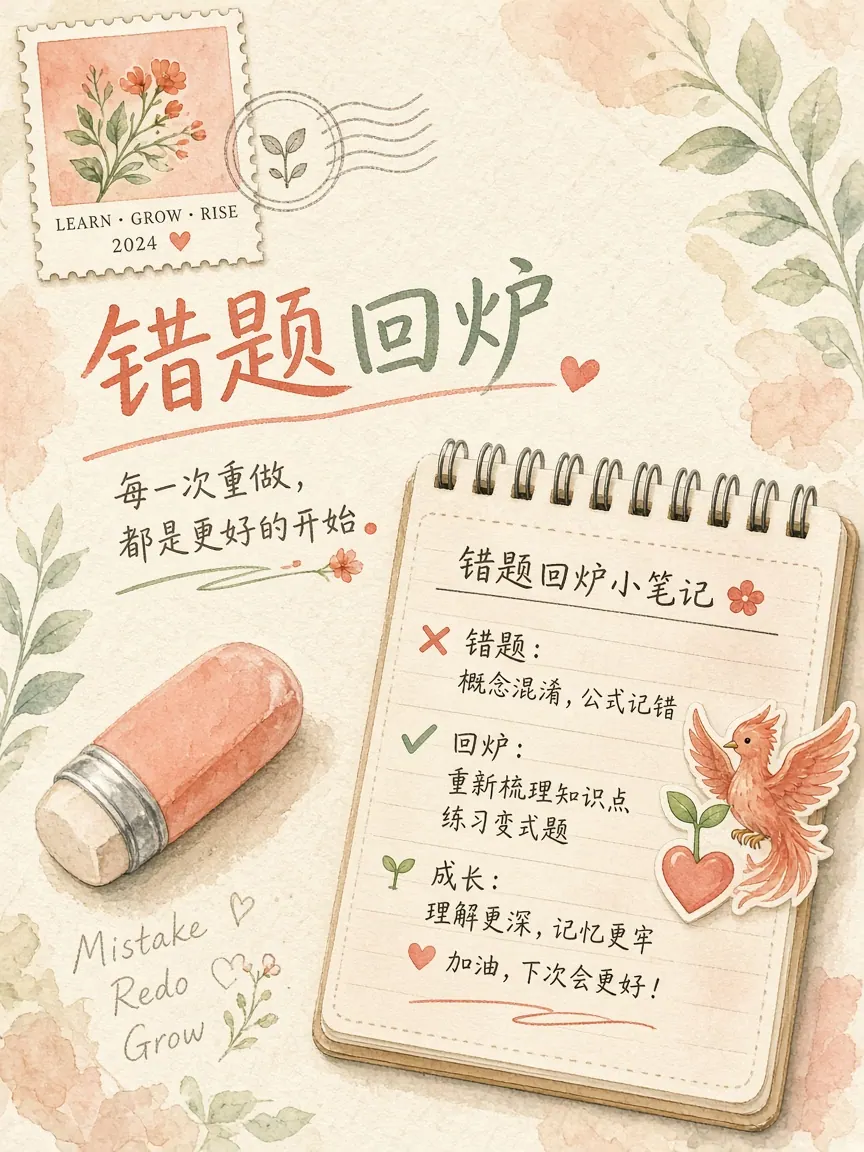 LEARN · GROW · RISE
2024
错题回炉
每一次重做，
都是更好的开始
错题回炉小笔记
错题：
概念混淆，公式记错
回炉：
重新梳理知识点
练习变式题
成长：
理解更深，记忆更牢
加油，下次会更好！
Mistake
Redo
Grow